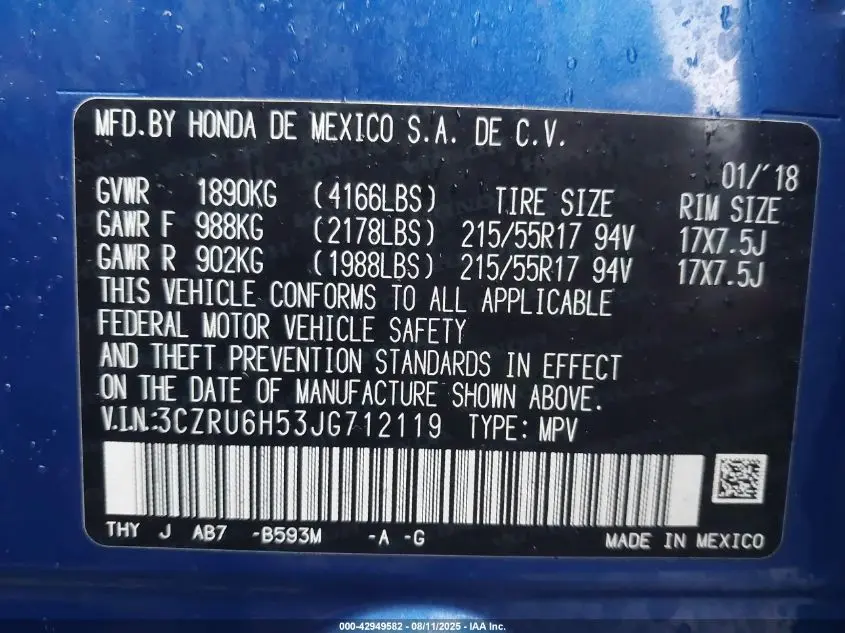 MFD.BY HONDA DE MEXICO S.A. DE C.V.
01/'18
GVWR 1890KG (4166LBS) TIRE SIZE RIM SIZE
GAWR F 988KG (2178LBS) 215/55R17 94V 17X7.5J
GAWR R 902KG (1988LBS) 215/55R17 94V 17X7.5J
THIS VEHICLE CONFORMS TO ALL APPLICABLE
FEDERAL MOTOR VEHICLE SAFETY
AND THEFT PREVENTION STANDARDS IN EFFECT
ON THE DATE OF MANUFACTURE SHOWN ABOVE.
V.I.N:3CZRU6H53JG712119 TYPE: MPV
THY J AB7 -B593M -A -G MADE IN MEXICO
000-42949582 - 08/11/2025 - IAA Inc.